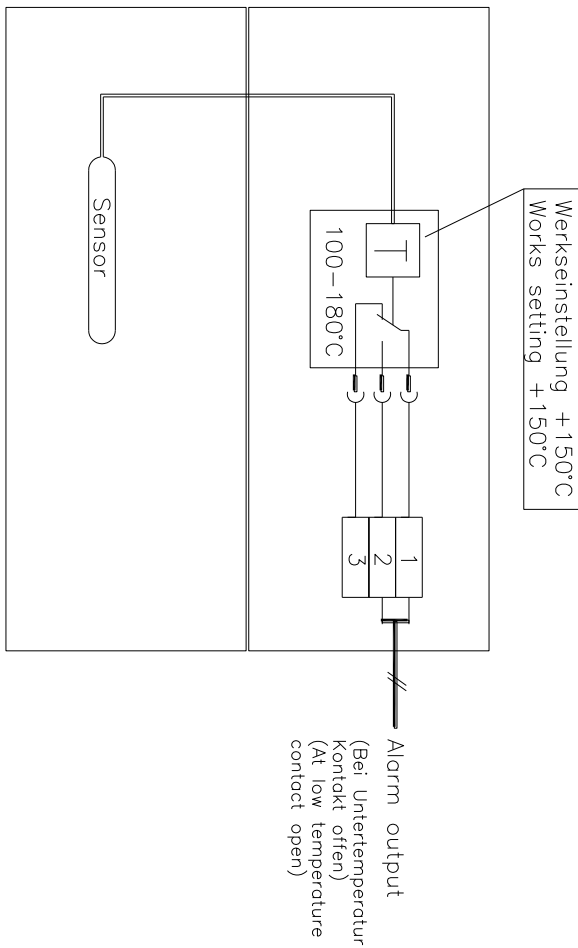 Werkseinstellung +150°C
Works setting +150°C
T
100-180°C
Sensor
1
2
3
Alarm output
(Bei Untertemperatur
Kontakt offen)
(At low temperature
contact open)